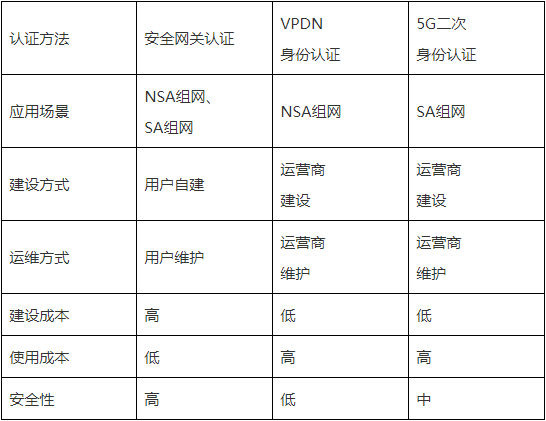 认证方法
安全网关认证
VPDN
身份认证
5G二次
身份认证
应用场景
NSA组网、
SA组网
NSA组网
SA组网
建设方式
用户自建
运营商
建设
运营商
建设
运维方式
用户维护
运营商
维护
运营商
维护
建设成本
高
低
低
使用成本
低
高
高
安全性
高
低
中